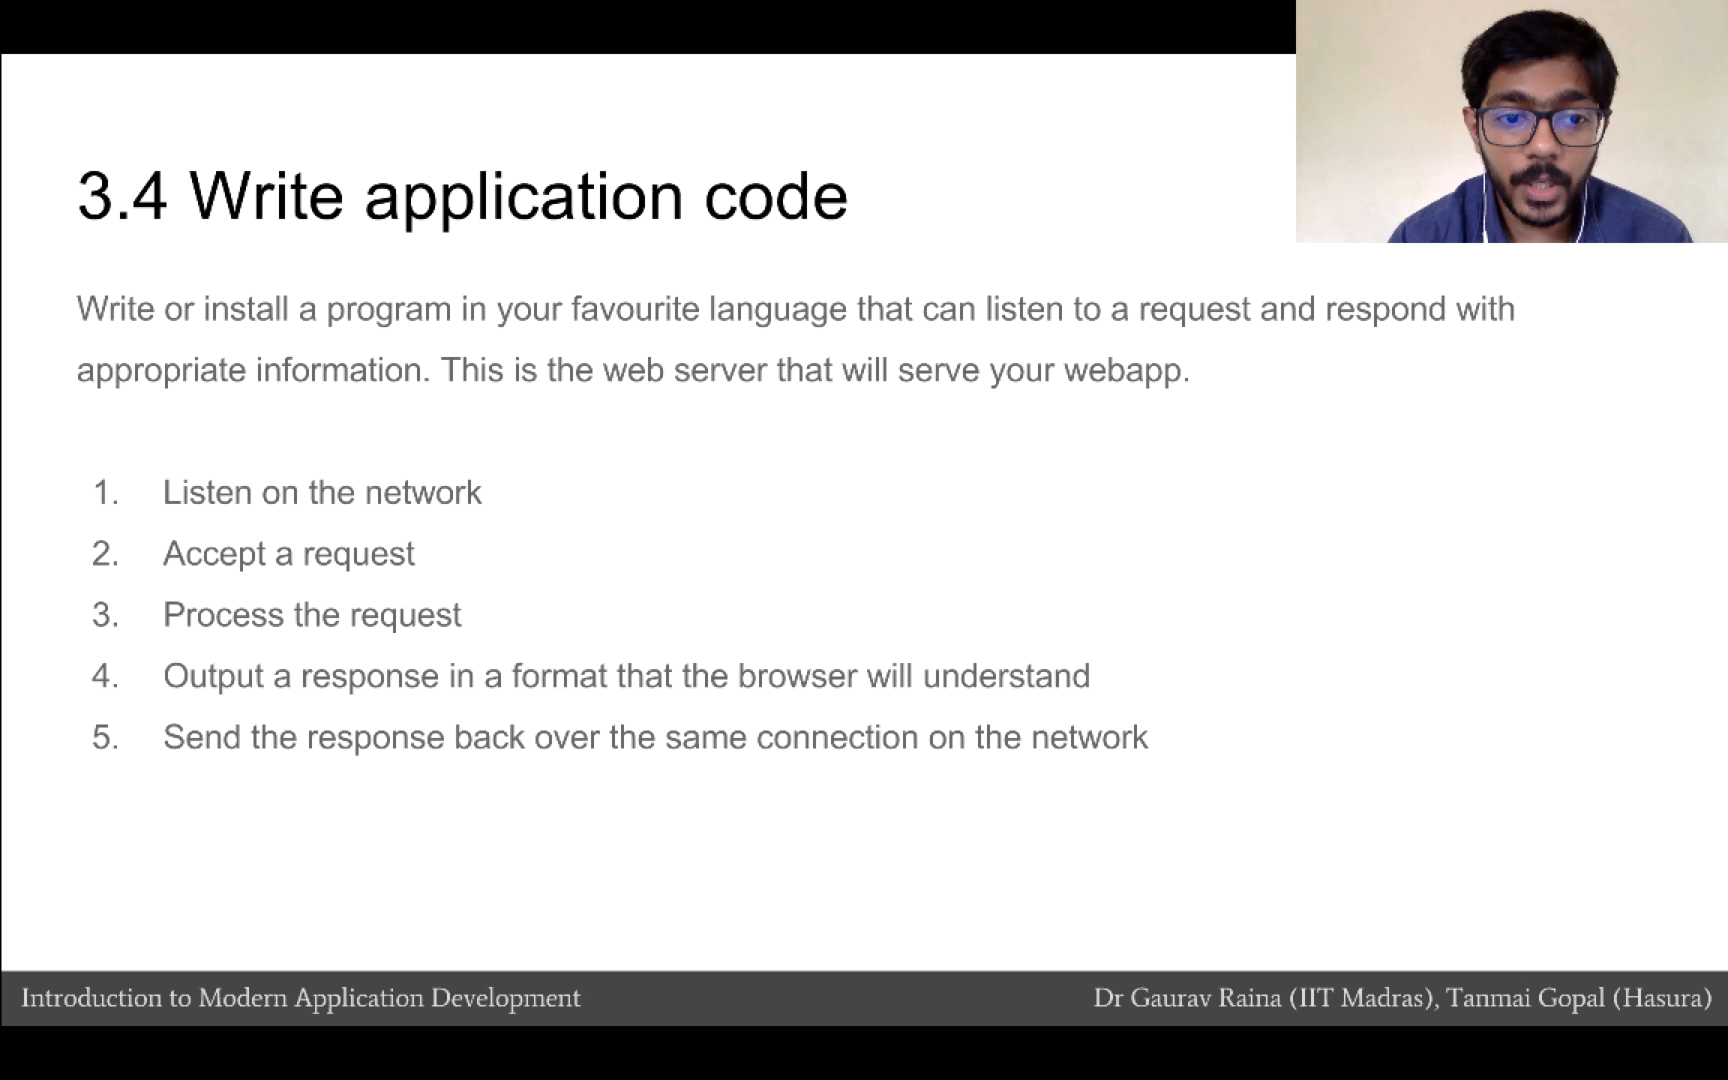 3.4 Write application code
Write or install a program in your favourite language that can listen to a request and respond with
appropriate information. This is the web server that will serve your webapp.
1. Listen on the network
2. Accept a request
3. Process the request
4. Output a response in a format that the browser will understand
5. Send the response back over the same connection on the network
Introduction to Modern Application Development
Dr Gaurav Raina (IIT Madras), Tanmai Gopal (Hasura)